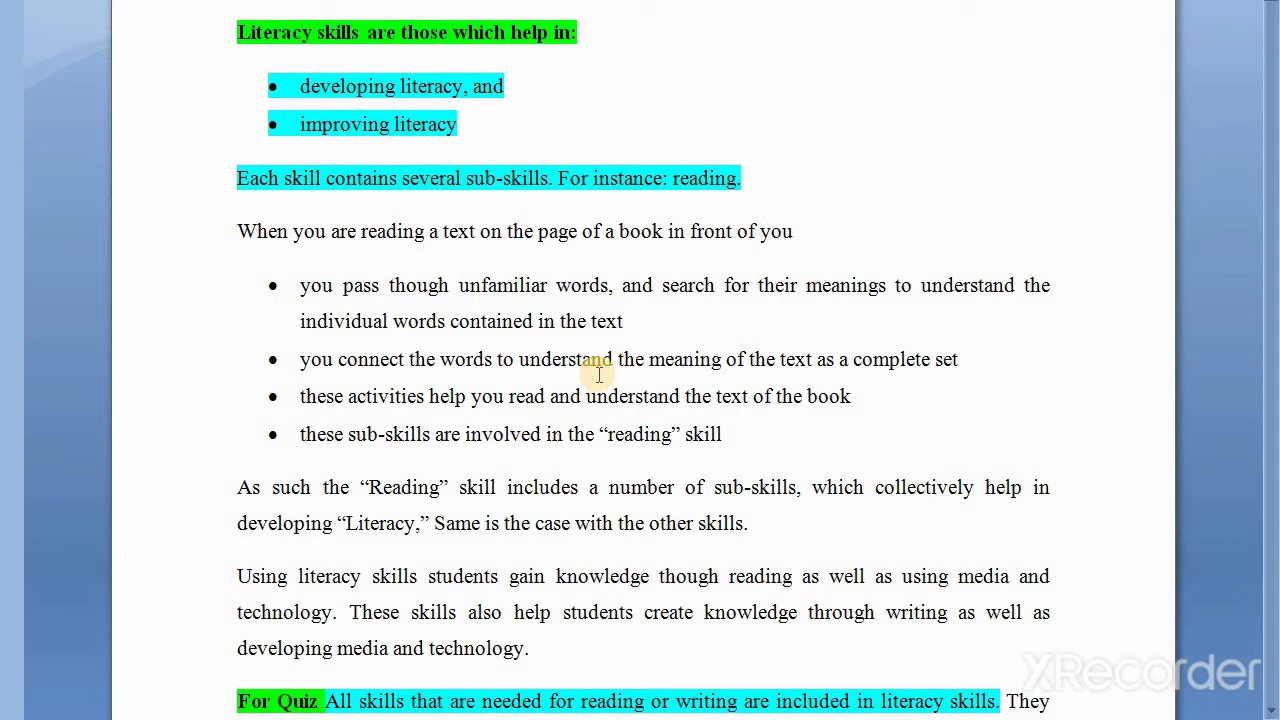 Literacy skills are those which help in:
• developing literacy, and
• improving literacy
Each skill contains several sub-skills. For instance: reading.
When you are reading a text on the page of a book in front of you
• you pass though unfamiliar words, and search for their meanings to understand the
individual words contained in the text
• you connect the words to understand the meaning of the text as a complete set
• these activities help you read and understand the text of the book
• these sub-skills are involved in the “reading” skill
As such the “Reading” skill includes a number of sub-skills, which collectively help in
developing “Literacy,” Same is the case with the other skills.
Using literacy skills students gain knowledge though reading as well as using media and
technology. These skills also help students create knowledge through writing as well as
developing media and technology.
For Quiz All skills that are needed for reading or writing are included in literacy skills. They
XRecorder